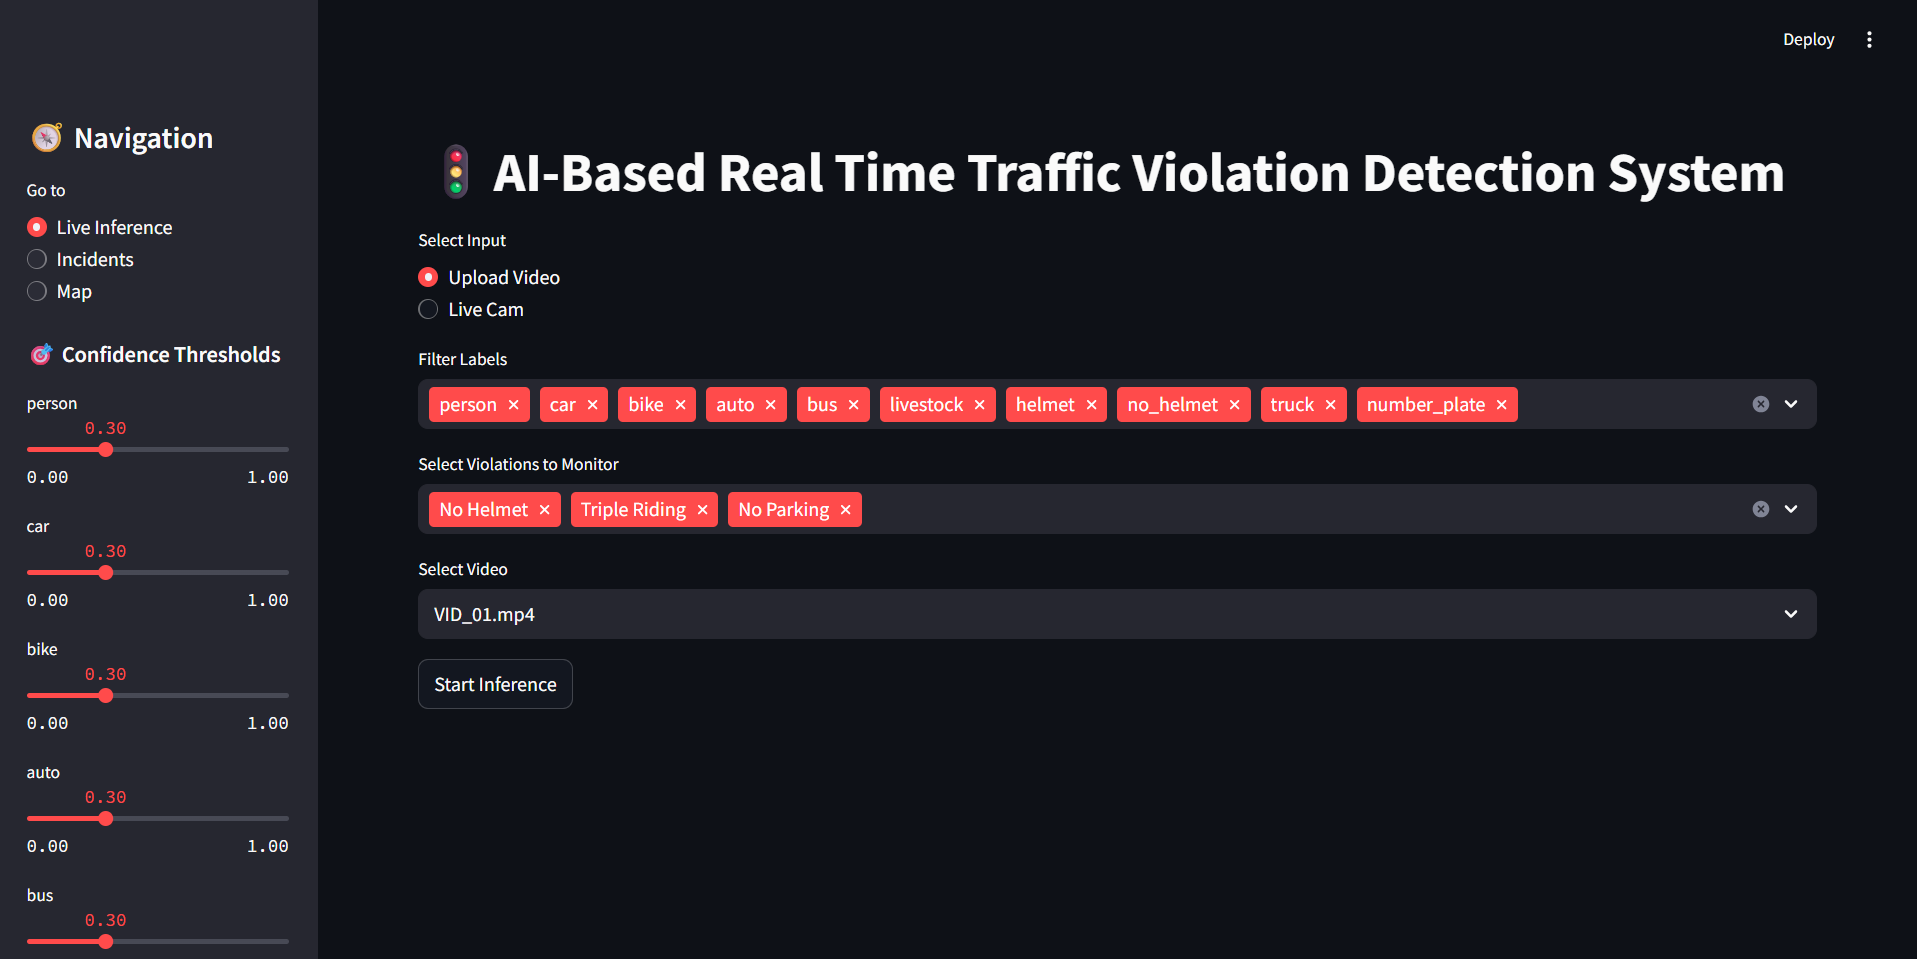 Deploy
Navigation
Go to
Live Inference
Incidents
Map
Confidence Thresholds
person
0.30
0.00 1.00
car
0.30
0.00 1.00
bike
0.30
0.00 1.00
auto
0.30
0.00 1.00
bus
0.30
AI-Based Real Time Traffic Violation Detection System
Select Input
Upload Video
Live Cam
Filter Labels
person car bike auto bus livestock helmet no_helmet truck number_plate
Select Violations to Monitor
No Helmet Triple Riding No Parking
Select Video
VID_01.mp4
Start Inference